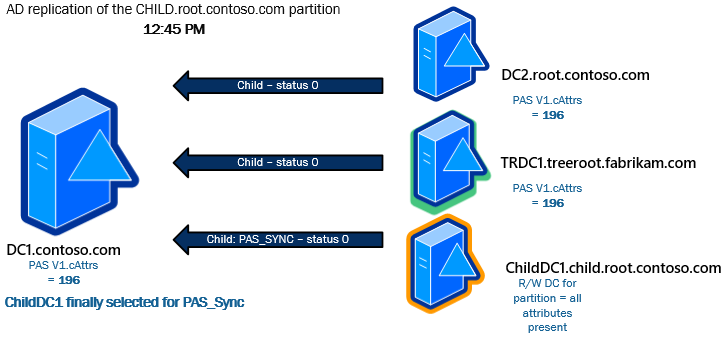 AD replication of the CHILD.root.contoso.com partition
12:45 PM
Child – status 0
DC2.root.contoso.com
PAS V1.cAttrs
= 196
Child – status 0
TRDC1.treeroot.fabrikam.com
PAS V1.cAttrs
= 196
Child: PAS_SYNC – status 0
DC1.contoso.com
PAS V1.cAttrs
= 196
ChildDC1 finally selected for PAS_Sync
ChildDC1.child.root.contoso.com
R/W DC for
partition = all
attributes
present